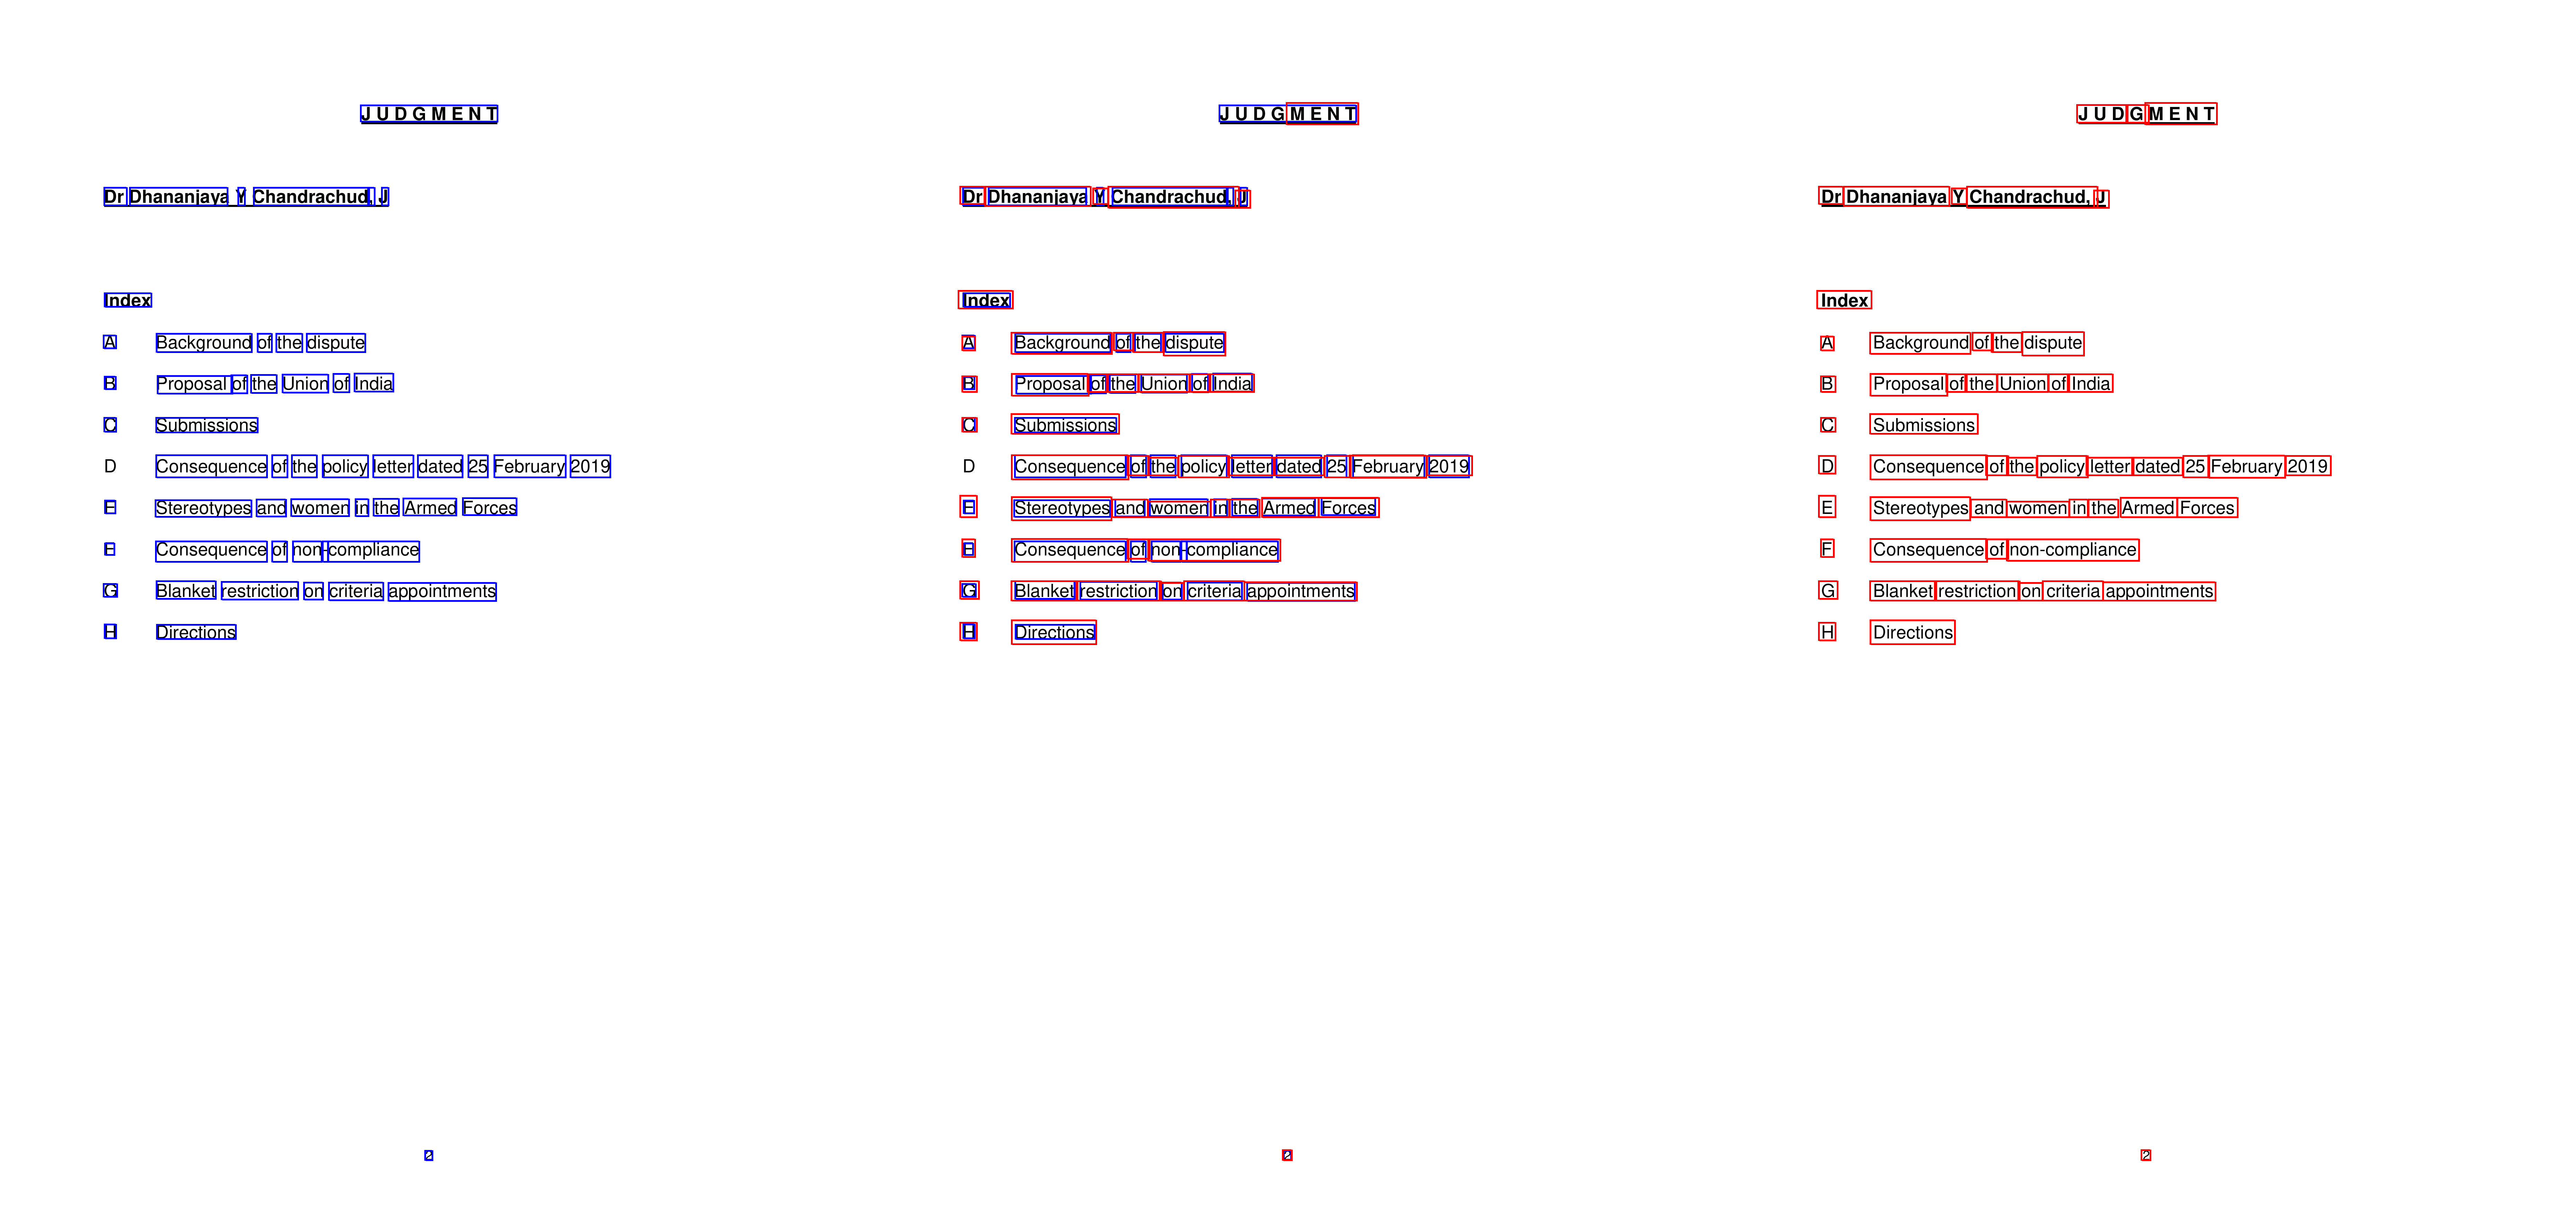 J U D G M E N T
Dr Dhananjaya Y Chandrachud, J
Index
A Background of the dispute
B Proposal of the Union of India
C Submissions
D Consequence of the policy letter dated 25 February 2019
E Stereotypes and women in the Armed Forces
F Consequence of non-compliance
G Blanket restriction on criteria appointments
H Directions
2
J U D G M E N T
Dr Dhananjaya Y Chandrachud, J
Index
A Background of the dispute
B Proposal of the Union of India
C Submissions
D Consequence of the policy letter dated 25 February 2019
E Stereotypes and women in the Armed Forces
F Consequence of non-compliance
G Blanket restriction on criteria appointments
H Directions
2
J U D G M E N T
Dr Dhananjaya Y Chandrachud, J
Index
A Background of the dispute
B Proposal of the Union of India
C Submissions
D Consequence of the policy letter dated 25 February 2019
E Stereotypes and women in the Armed Forces
F Consequence of non-compliance
G Blanket restriction on criteria appointments
H Directions
2